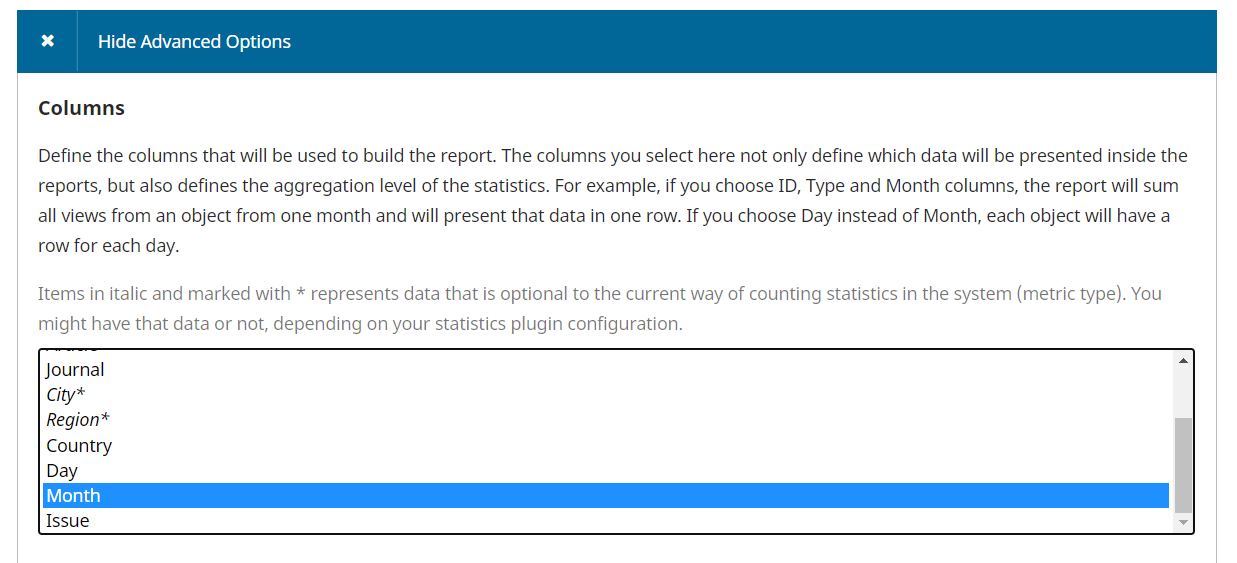 Hide Advanced Options
Columns
Define the columns that will be used to build the report. The columns you select here not only define which data will be presented inside the
reports, but also defines the aggregation level of the statistics. For example, if you choose ID, Type and Month columns, the report will sum
all views from an object from one month and will present that data in one row. If you choose Day instead of Month, each object will have a
row for each day.
Items in italic and marked with * represents data that is optional to the current way of counting statistics in the system (metric type). You
might have that data or not, depending on your statistics plugin configuration.
Journal
City*
Region*
Country
Day
Month
Issue